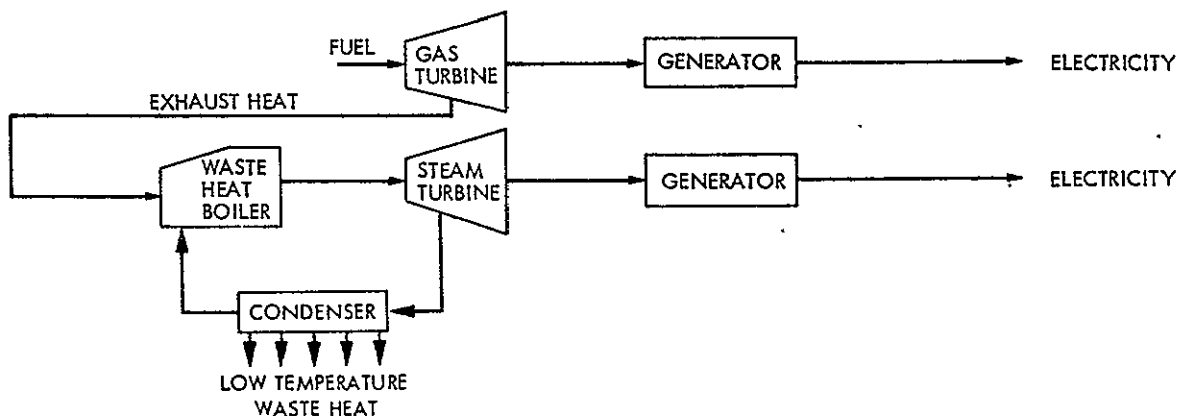 FUEL
GAS
TURBINE
GENERATOR
ELECTRICITY
EXHAUST HEAT
WASTE
HEAT
BOILER
STEAM
TURBINE
GENERATOR
ELECTRICITY
CONDENSER
LOW TEMPERATURE
WASTE HEAT